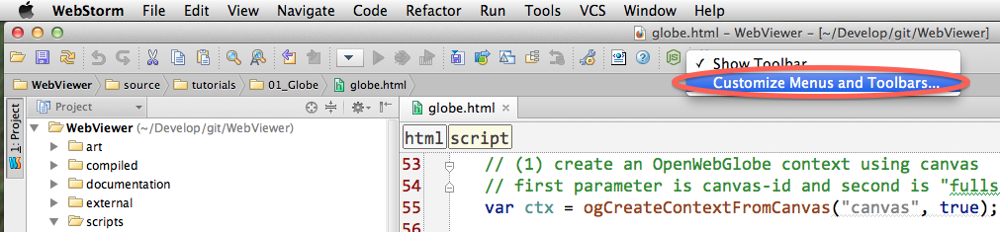 WebStorm File Edit View Navigate Code Refactor Run Tools VCS Window Help
globe.html – WebViewer – [~/Develop/git/WebViewer]
✓ Show Toolbar
Customize Menus and Toolbars...
WebViewer source tutorials 01_Globe globe.html
1: Project
Project
globe.html
WebViewer (~/Develop/git/WebViewer)
art
compiled
documentation
external
scripts
html script
53 // (1) create an OpenWebGlobe context using canvas
54 // first parameter is canvas-id and second is "fulls
55 var ctx = ogCreateContextFromCanvas("canvas", true);
56